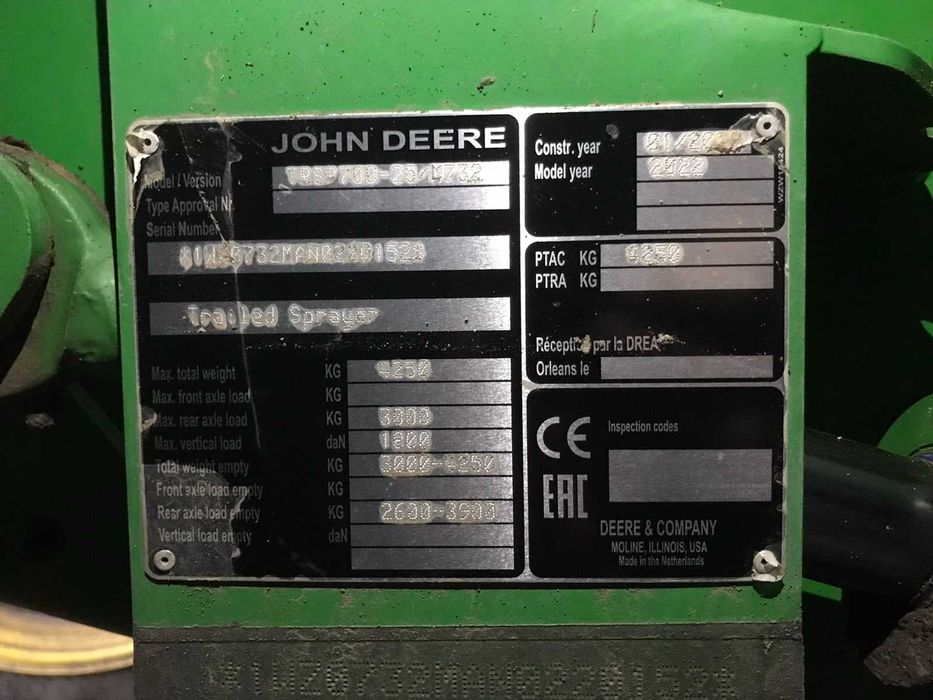 JOHN DEERE
Model / Version
Type Approval Nr.
Serial Number
Trailed Sprayer
Max. total weight KG 4250
Max. front axle load KG
Max. rear axle load KG 3000
Max. vertical load daN 1200
Total weight empty KG 3000-4250
Front axle load empty KG
Rear axle load empty KG
Vertical load empty daN
Constr. year
Model year 2022
WZW16424
PTAC KG 4250
PTRA KG
Réception par la DREA
Orleans le
CE
EAC
Inspection codes
DEERE & COMPANY
MOLINE, ILLINOIS, USA
Made in the Netherlands